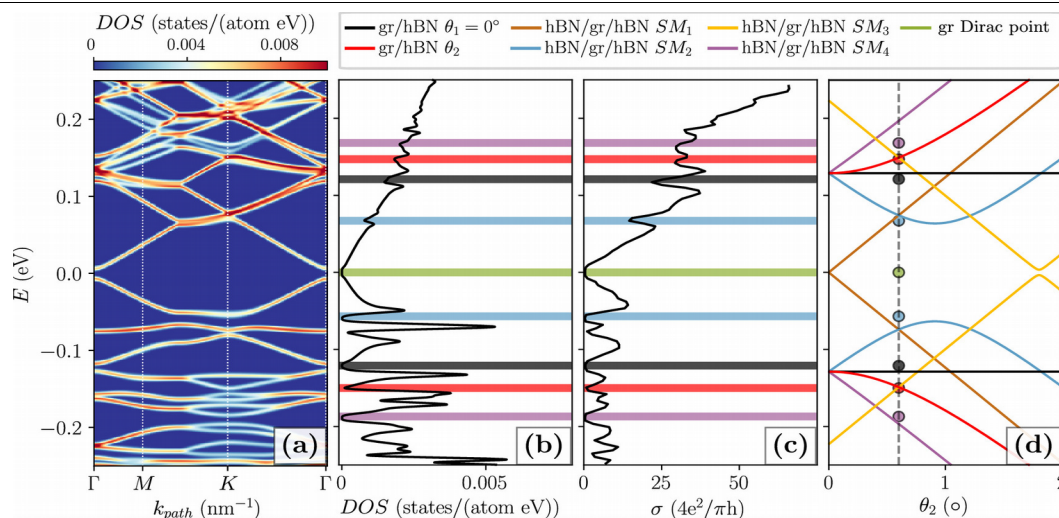 DOS (states/(atom eV))
0 0.004 0.008
gr/hBN θ₁ = 0° hBN/gr/hBN SM₁ hBN/gr/hBN SM₃ gr Dirac point
gr/hBN θ₂ hBN/gr/hBN SM₂ hBN/gr/hBN SM₄
E (eV)
0.2
0.1
0.0
−0.1
−0.2
(a) (b) (c) (d)
Γ M K Γ 0 0.005 0 25 50 0 1 2
k_path (nm⁻¹) DOS (states/(atom eV)) σ (4e²/πh) θ₂ (○)